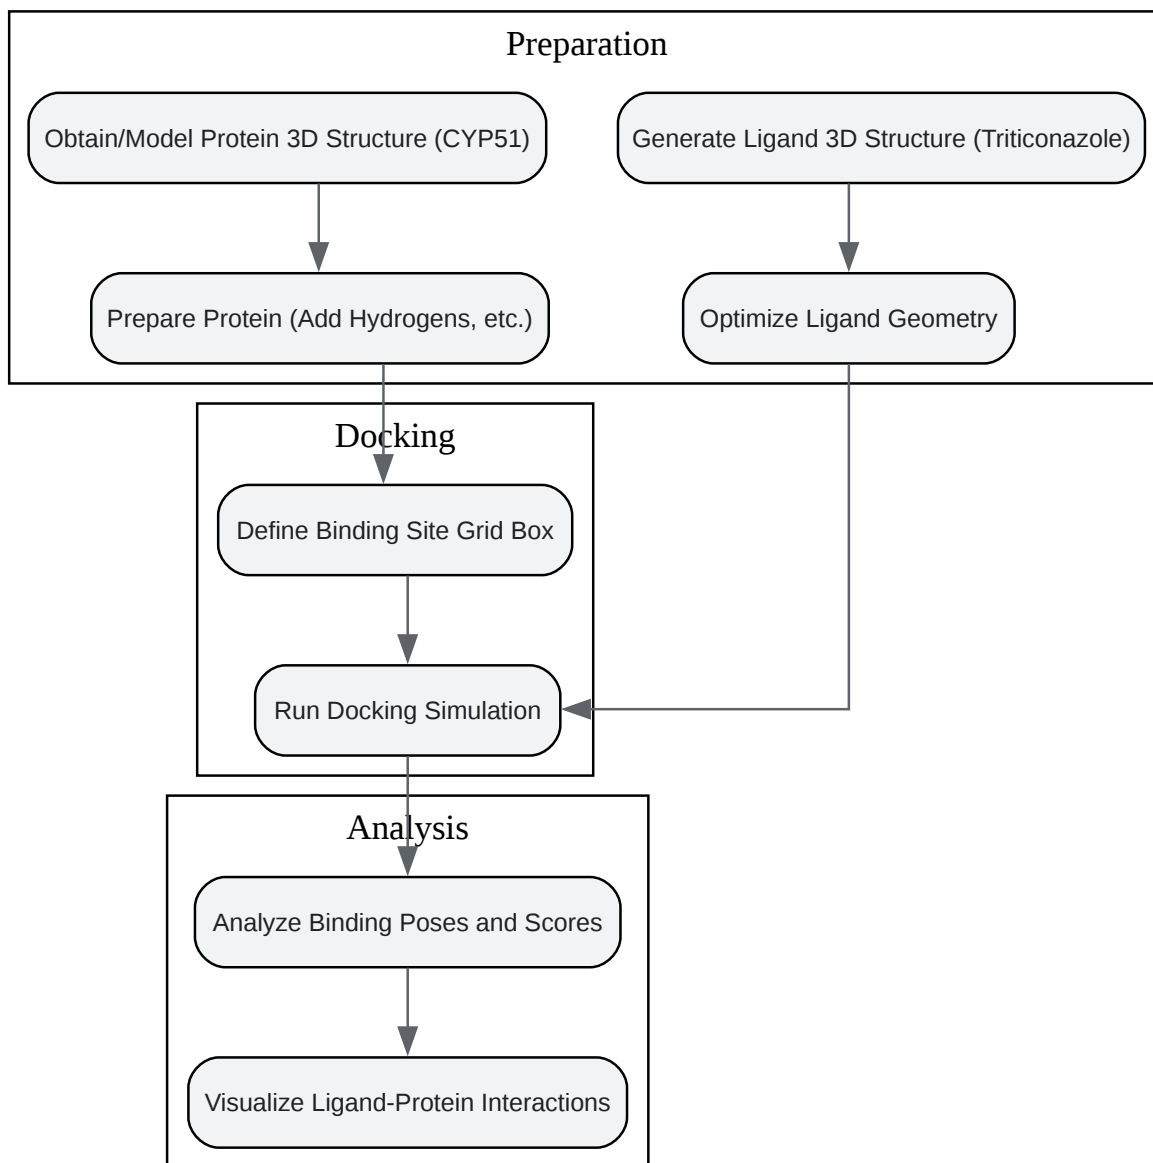 Preparation
Obtain/Model Protein 3D Structure (CYP51)
Generate Ligand 3D Structure (Triticonazole)
Prepare Protein (Add Hydrogens, etc.)
Optimize Ligand Geometry
Docking
Define Binding Site Grid Box
Run Docking Simulation
Analysis
Analyze Binding Poses and Scores
Visualize Ligand-Protein Interactions